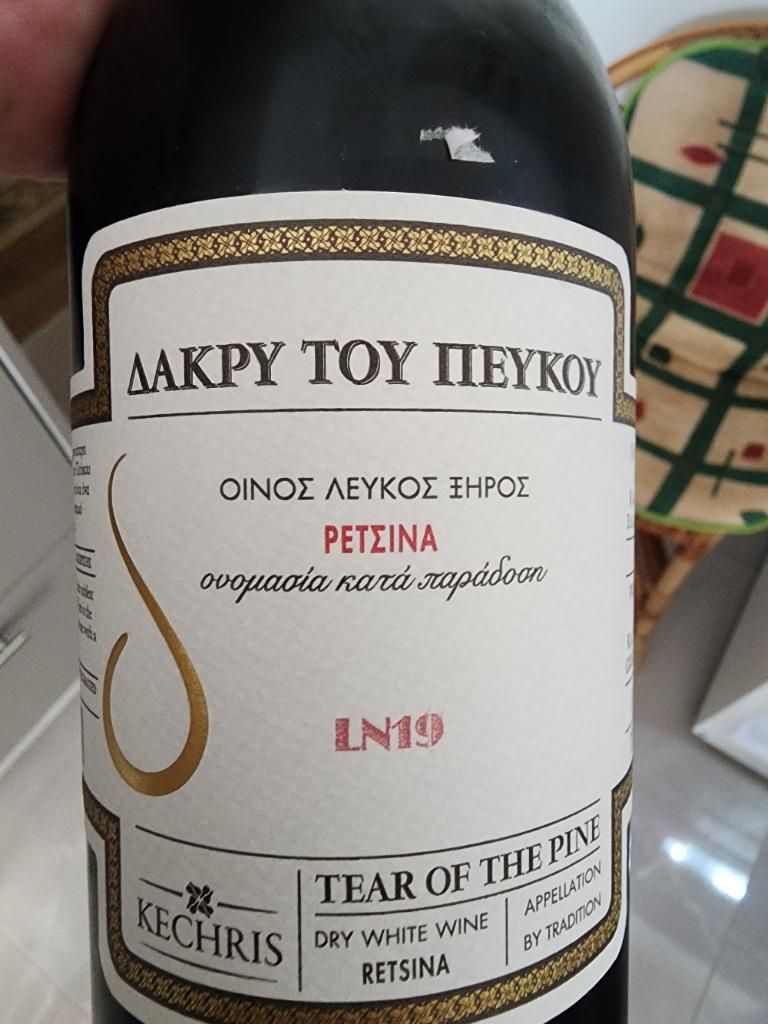 ΔΑΚΡΥ ΤΟΥ ΠΕΥΚΟΥ
ΟΙΝΟΣ ΛΕΥΚΟΣ ΞΗΡΟΣ
ΡΕΤΣΙΝΑ
ονομασία κατά παράδοση
LN19
KECHRIS
TEAR OF THE PINE
DRY WHITE WINE
RETSINA
APPELLATION
BY TRADITION